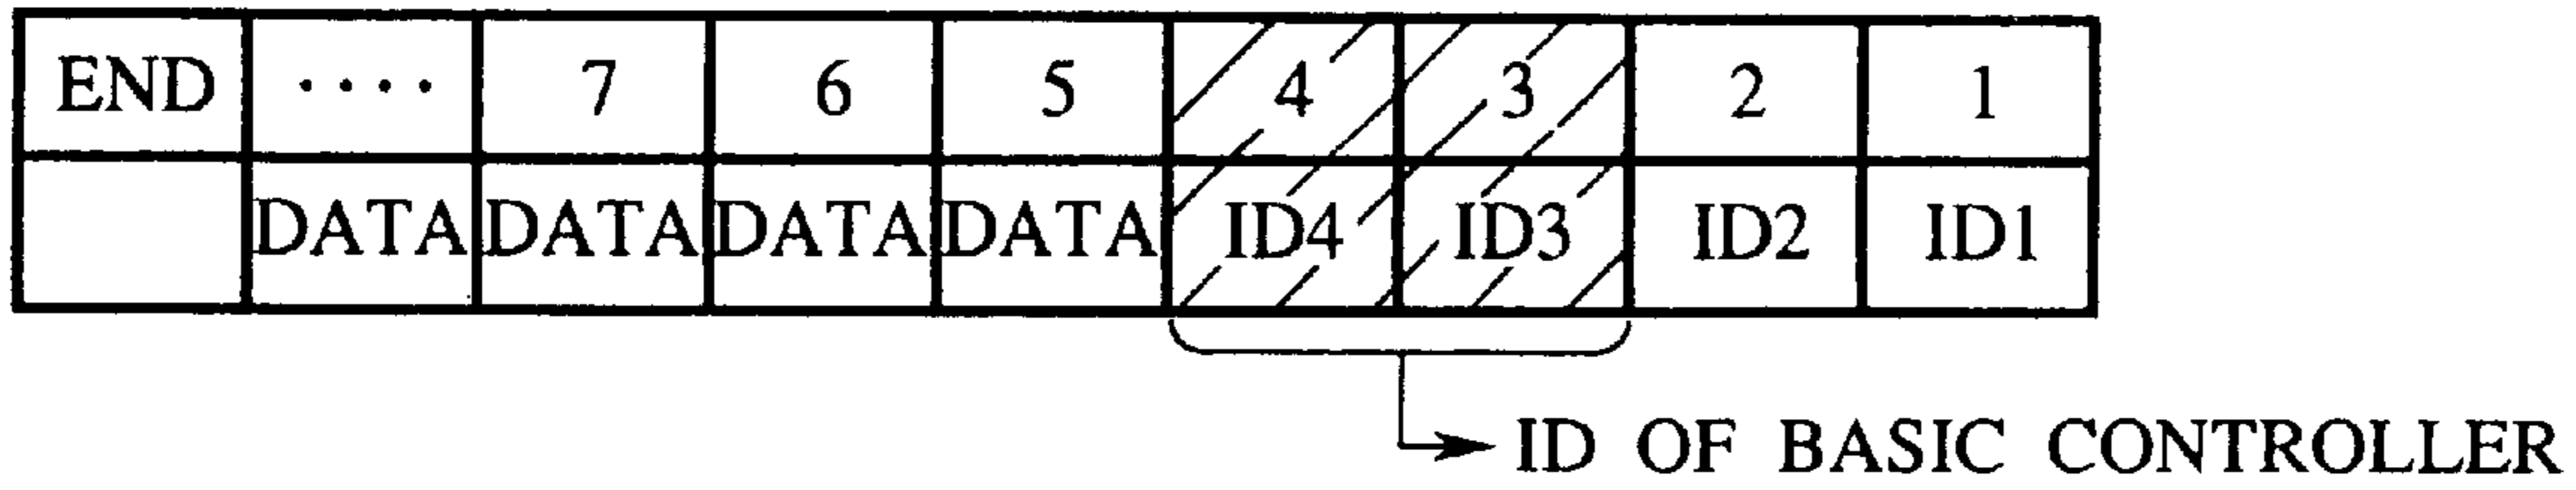 END ···· 7 6 5 4 3 2 1
DATA DATA DATA DATA ID4 ID3 ID2 ID1
ID OF BASIC CONTROLLER